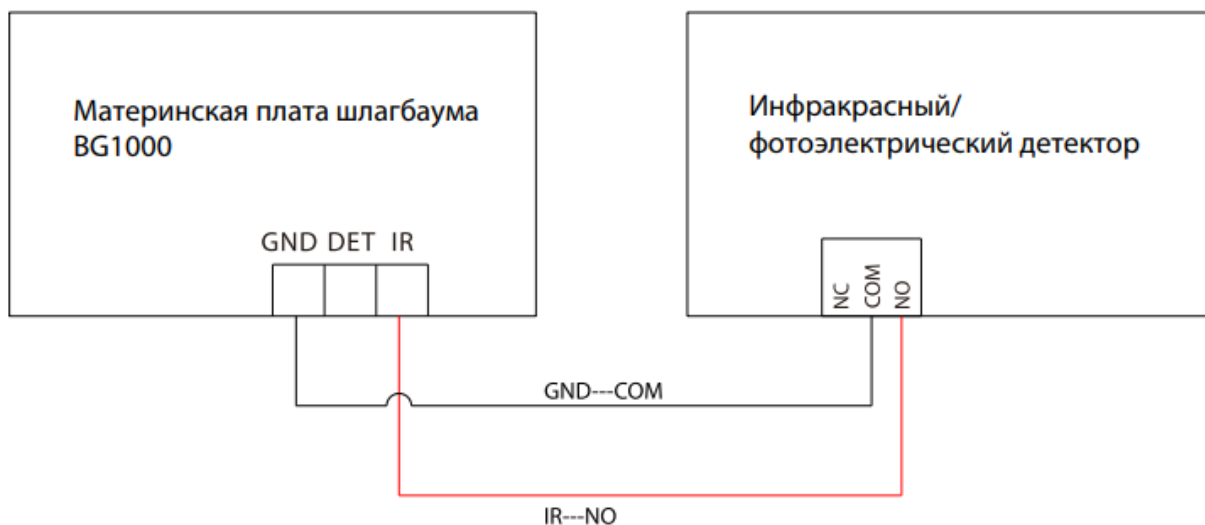 Материнская плата шлагбаума
BG1000
GND DET IR
Инфракрасный/
фотоэлектрический детектор
NC
COM
NO
GND---COM
IR---NO